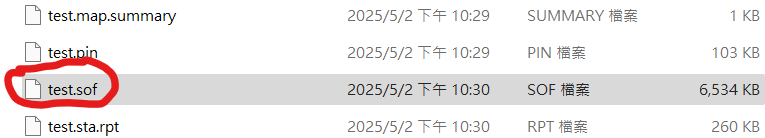 test.map.summary 2025/5/2 下午 10:29 SUMMARY 檔案 1 KB
test.pin 2025/5/2 下午 10:29 PIN 檔案 103 KB
test.sof 2025/5/2 下午 10:30 SOF 檔案 6,534 KB
test.sta.rpt 2025/5/2 下午 10:30 RPT 檔案 260 KB